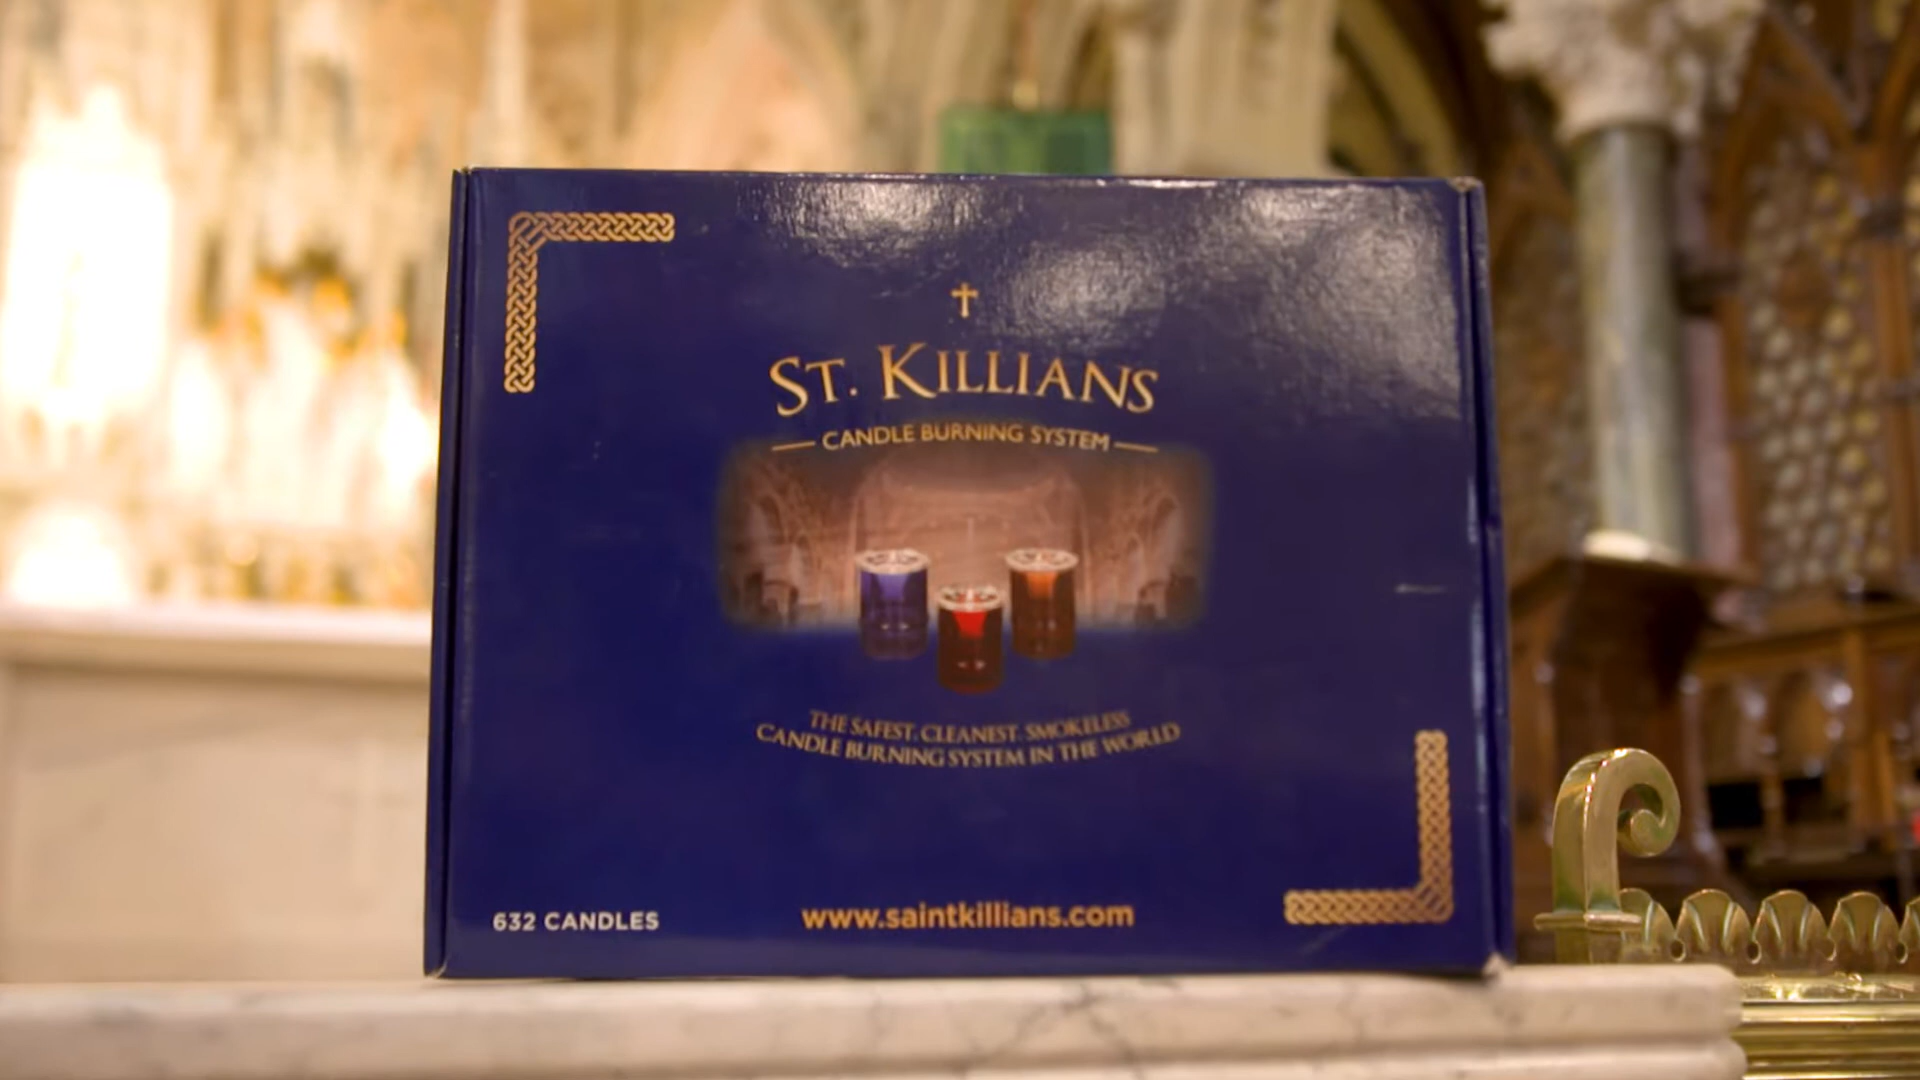 ST. KILLIANS
CANDLE BURNING SYSTEM
THE SAFEST. CLEANEST. SMOKELESS
CANDLE BURNING SYSTEM IN THE WORLD
632 CANDLES
www.saintkillians.com